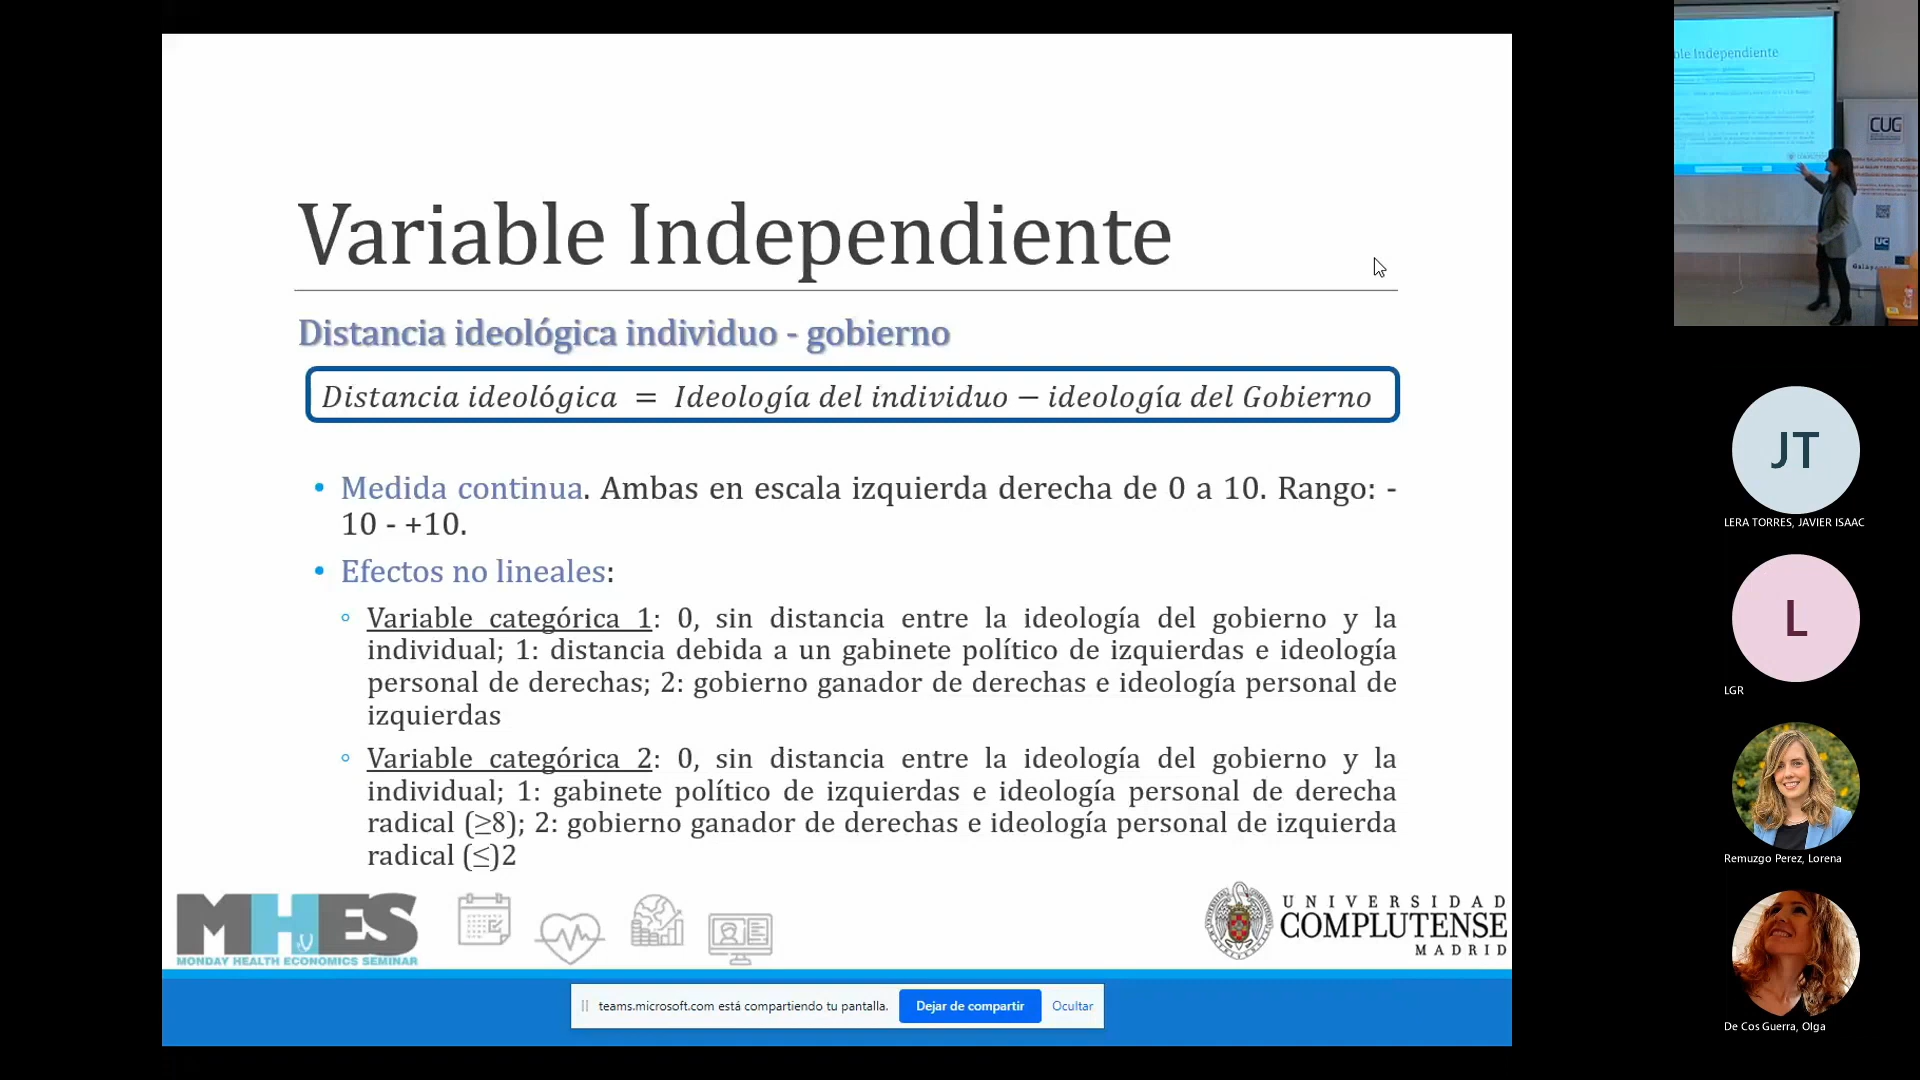 Variable Independiente
Distancia ideológica individuo - gobierno
Distancia ideológica = Ideología del individuo − ideología del Gobierno
• Medida continua. Ambas en escala izquierda derecha de 0 a 10. Rango: -
10 - +10.
• Efectos no lineales:
Variable categórica 1: 0, sin distancia entre la ideología del gobierno y la
individual; 1: distancia debida a un gabinete político de izquierdas e ideología
personal de derechas; 2: gobierno ganador de derechas e ideología personal de
izquierdas
Variable categórica 2: 0, sin distancia entre la ideología del gobierno y la
individual; 1: gabinete político de izquierdas e ideología personal de derecha
radical (≥8); 2: gobierno ganador de derechas e ideología personal de izquierda
radical (≤)2
MHES
MONDAY HEALTH ECONOMICS SEMINAR
UNIVERSIDAD
COMPLUTENSE
MADRID
teams.microsoft.com está compartiendo tu pantalla.
Dejar de compartir
Ocultar
ble Independiente
CUG
UC
JT
LERA TORRES, JAVIER ISAAC
L
LGR
Remuzgo Perez, Lorena
De Cos Guerra, Olga